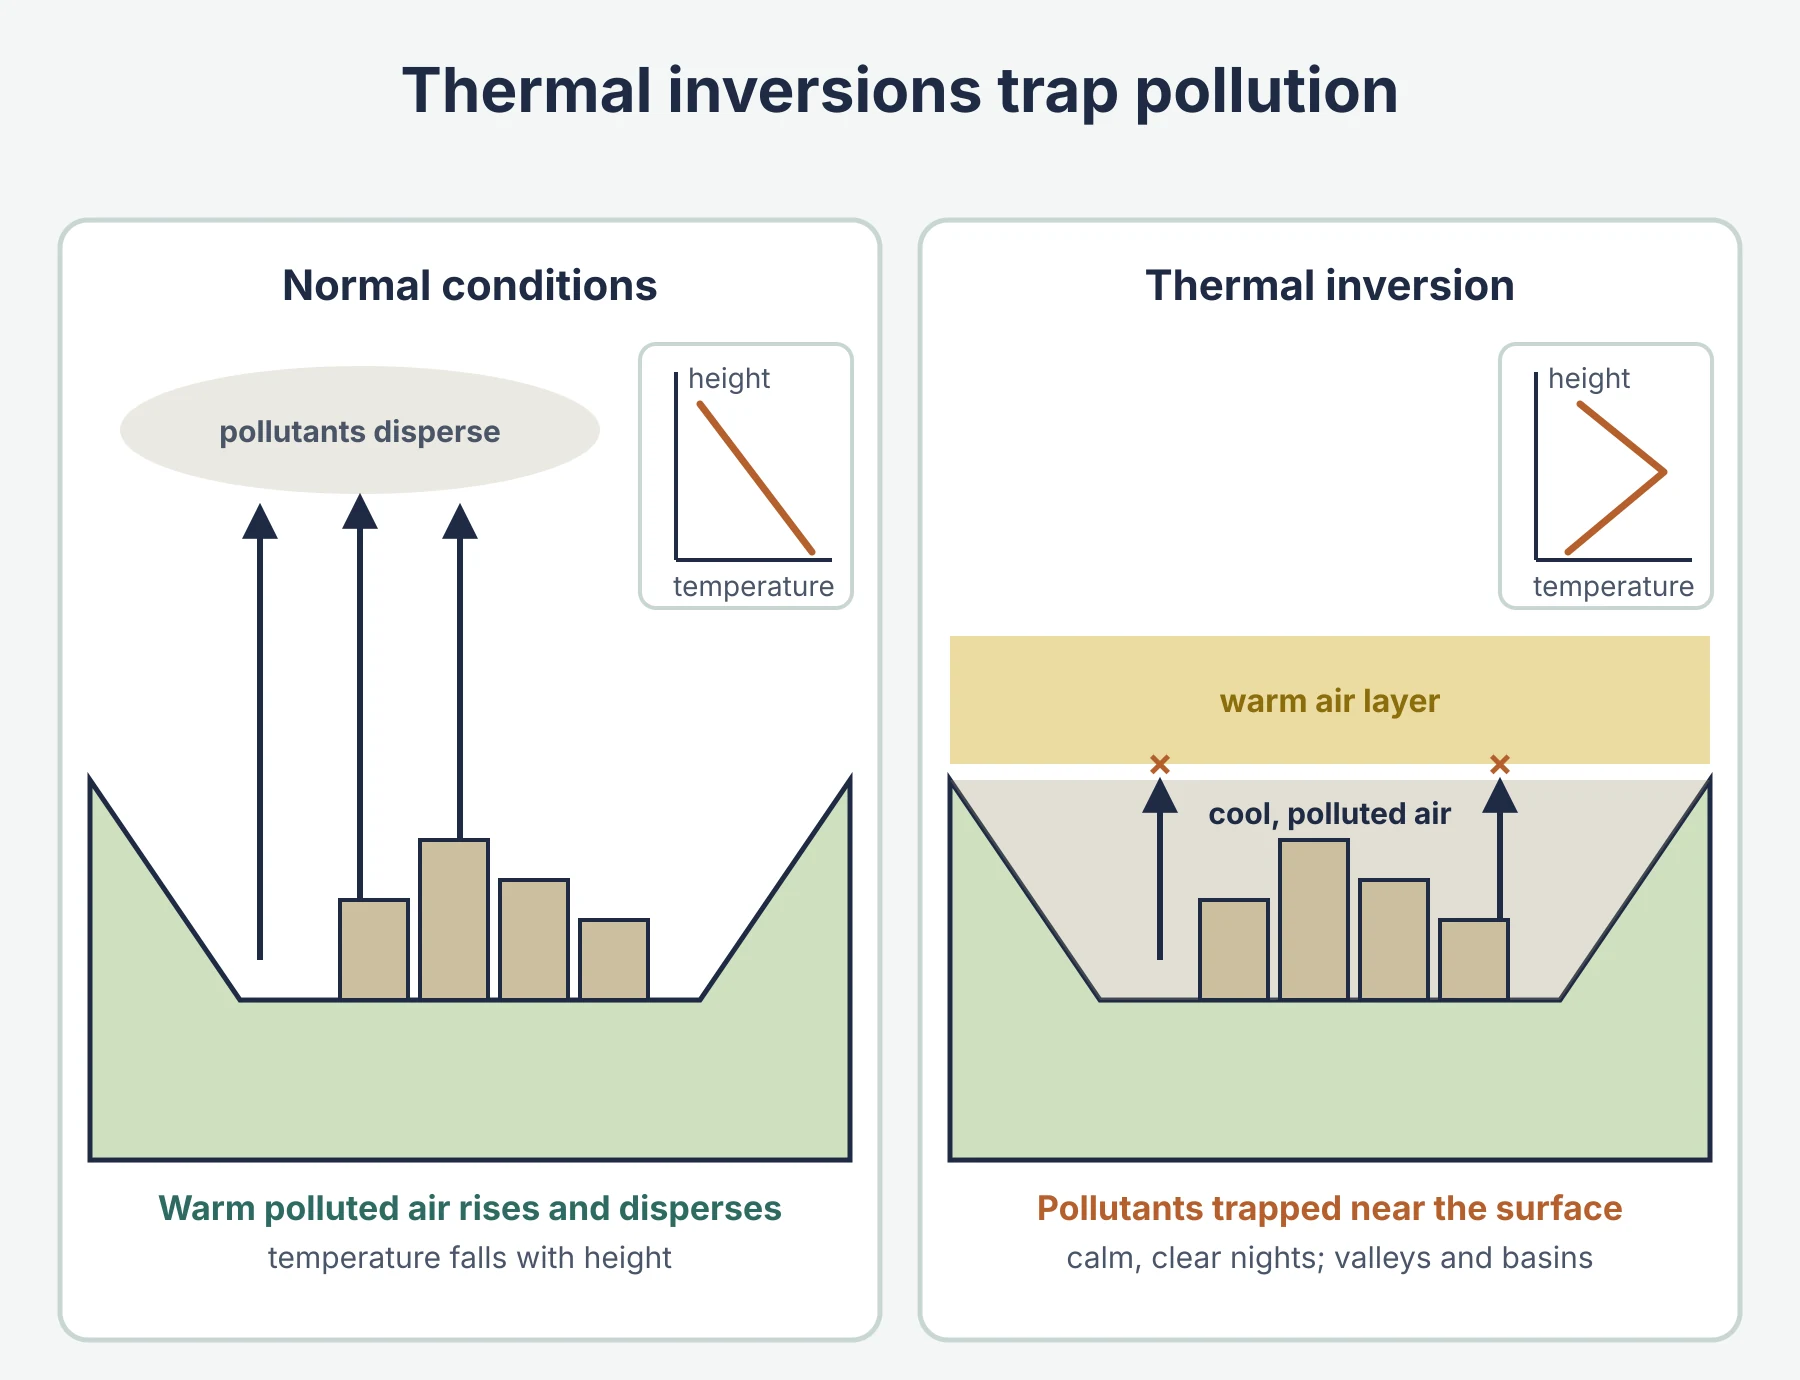 Thermal inversions trap pollution
Normal conditions
height
pollutants disperse
temperature
Warm polluted air rises and disperses
temperature falls with height
Thermal inversion
height
temperature
warm air layer
cool, polluted air
Pollutants trapped near the surface
calm, clear nights; valleys and basins